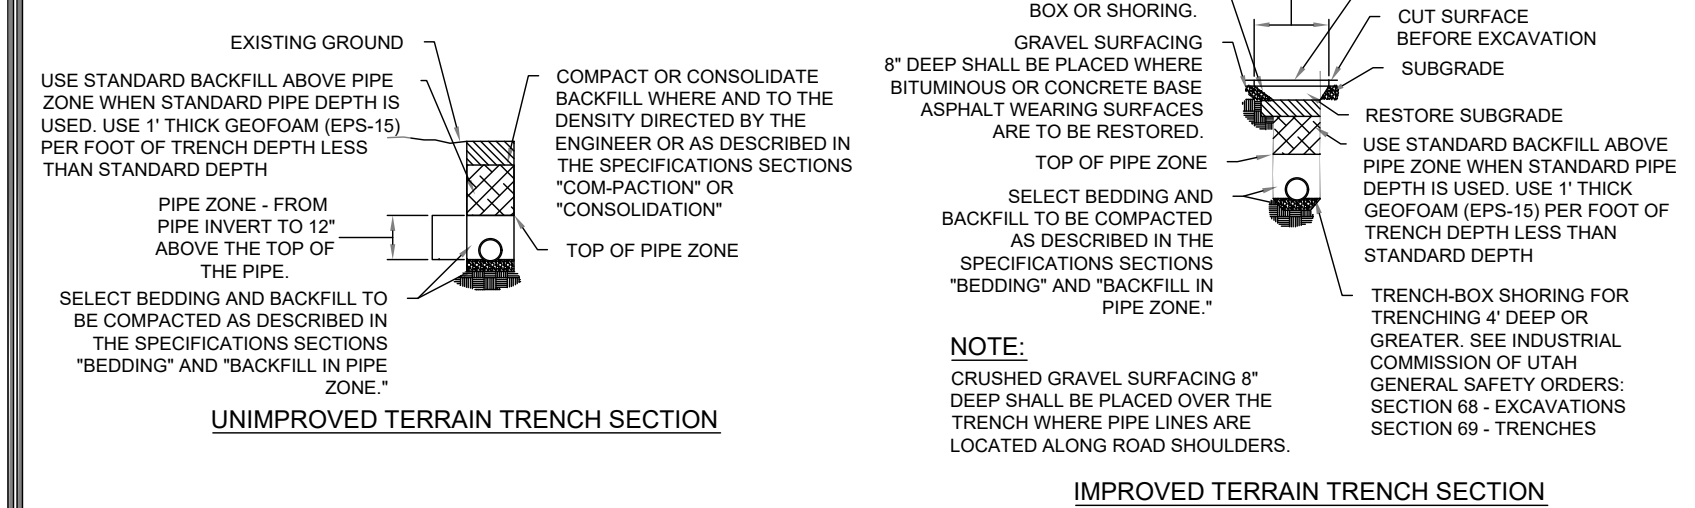 EXISTING GROUND
USE STANDARD BACKFILL ABOVE PIPE
ZONE WHEN STANDARD PIPE DEPTH IS
USED. USE 1' THICK GEOFOAM (EPS-15)
PER FOOT OF TRENCH DEPTH LESS
THAN STANDARD DEPTH
PIPE ZONE - FROM
PIPE INVERT TO 12"
ABOVE THE TOP OF
THE PIPE.
SELECT BEDDING AND BACKFILL TO
BE COMPACTED AS DESCRIBED IN
THE SPECIFICATIONS SECTIONS
"BEDDING" AND "BACKFILL IN PIPE
ZONE."
COMPACT OR CONSOLIDATE
BACKFILL WHERE AND TO THE
DENSITY DIRECTED BY THE
ENGINEER OR AS DESCRIBED IN
THE SPECIFICATIONS SECTIONS
"COM-PACTION" OR
"CONSOLIDATION"
TOP OF PIPE ZONE
UNIMPROVED TERRAIN TRENCH SECTION
BOX OR SHORING.
GRAVEL SURFACING
8" DEEP SHALL BE PLACED WHERE
BITUMINOUS OR CONCRETE BASE
ASPHALT WEARING SURFACES
ARE TO BE RESTORED.
TOP OF PIPE ZONE
SELECT BEDDING AND
BACKFILL TO BE COMPACTED
AS DESCRIBED IN THE
SPECIFICATIONS SECTIONS
"BEDDING" AND "BACKFILL IN
PIPE ZONE."
NOTE:
CRUSHED GRAVEL SURFACING 8"
DEEP SHALL BE PLACED OVER THE
TRENCH WHERE PIPE LINES ARE
LOCATED ALONG ROAD SHOULDERS.
CUT SURFACE
BEFORE EXCAVATION
SUBGRADE
RESTORE SUBGRADE
USE STANDARD BACKFILL ABOVE
PIPE ZONE WHEN STANDARD PIPE
DEPTH IS USED. USE 1' THICK
GEOFOAM (EPS-15) PER FOOT OF
TRENCH DEPTH LESS THAN
STANDARD DEPTH
TRENCH-BOX SHORING FOR
TRENCHING 4' DEEP OR
GREATER. SEE INDUSTRIAL
COMMISSION OF UTAH
GENERAL SAFETY ORDERS:
SECTION 68 - EXCAVATIONS
SECTION 69 - TRENCHES
IMPROVED TERRAIN TRENCH SECTION